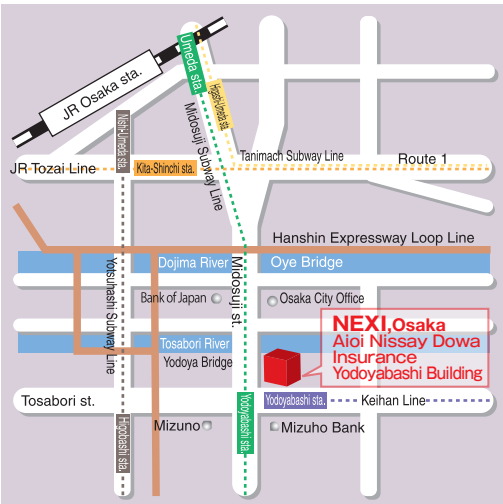 JR Osaka sta.
Umeda sta.
Higashi-Umeda sta.
Nishi-Umeda sta.
Midosuji Subway Line
Tanimach Subway Line
Route 1
JR Tozai Line
Kita-Shinchi sta.
Hanshin Expressway Loop Line
Dojima River
Oye Bridge
Yotsuhashi Subway Line
Midosuji st.
Bank of Japan
Osaka City Office
NEXI,Osaka
Aioi Nissay Dowa
Insurance
Yodoyabashi Building
Tosabori River
Yodoya Bridge
Tosabori st.
Yodoyabashi sta.
Yodoyabashi sta.
Keihan Line
Higobashi sta.
Mizuno
Mizuho Bank